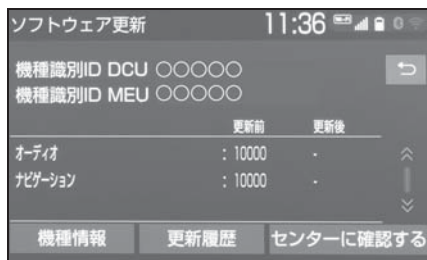 ソフトウェア更新 11:36
機種識別ID DCU ○○○○○
機種識別ID MEU ○○○○○
更新前 更新後
オーディオ : 10000 -
ナビゲーション : 10000 -
機種情報 更新履歴 センターに確認する